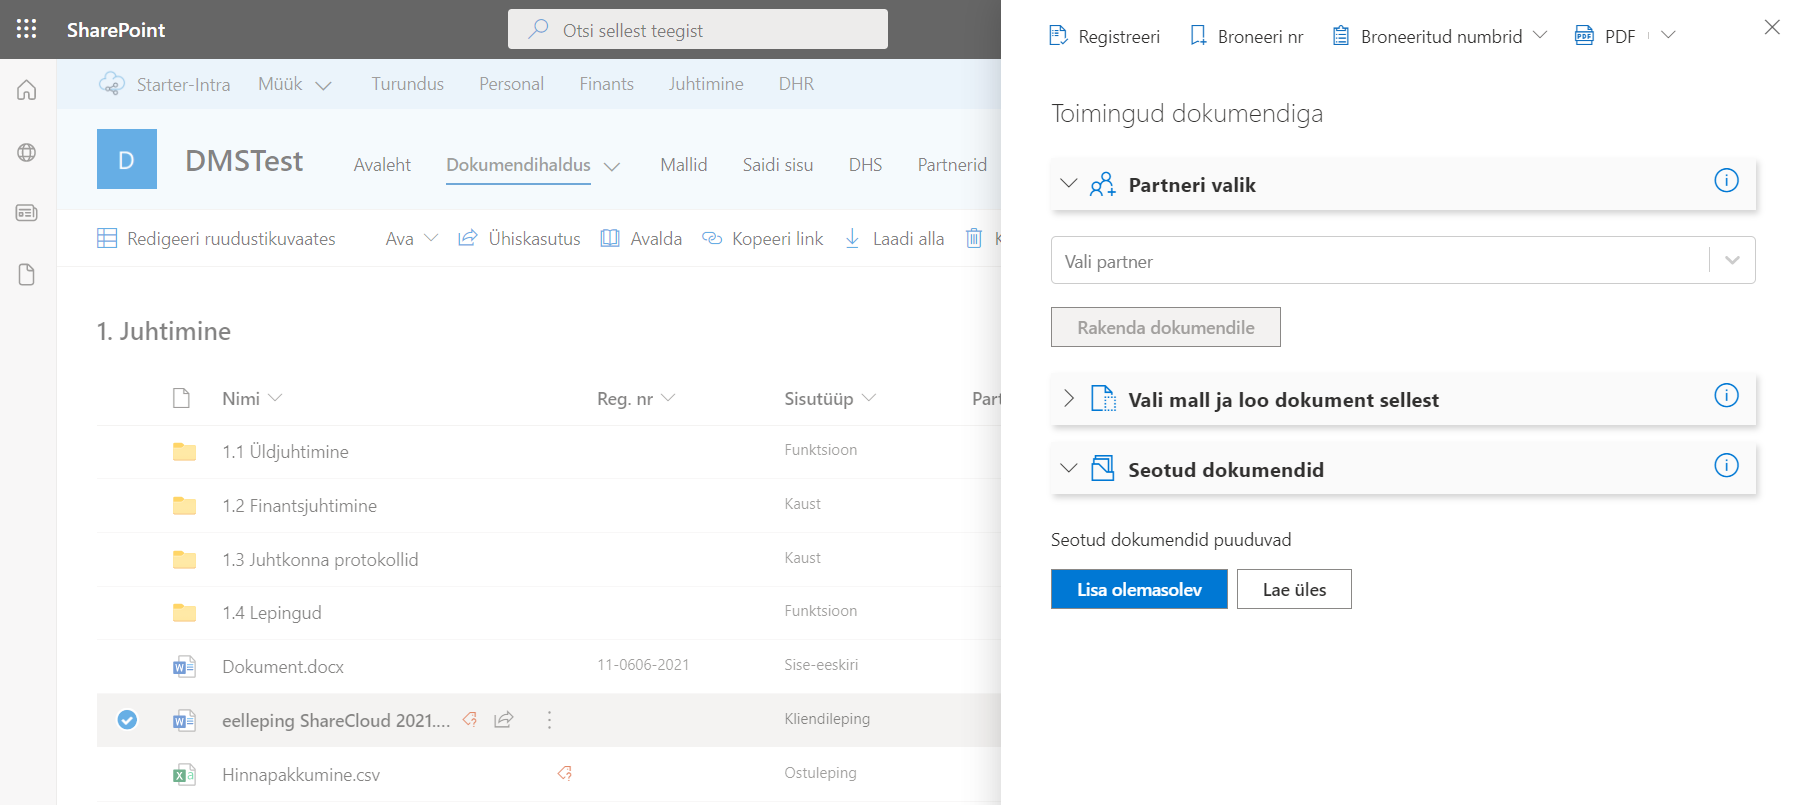 SharePoint
Otsi sellest teegist
Starter-Intra Müük Turundus Personal Finants Juhtimine DHR
D DMSTest Avaleht Dokumendihaldus Mallid Saidi sisu DHS Partnerid
Redigeeri ruudustikuvaates Ava Ühiskasutus Avalda Kopeeri link Laadi alla K
1. Juhtimine
Nimi Reg. nr Sisutüüp Part
1.1 Üldjuhtimine Funktsioon
1.2 Finantsjuhtimine Kaust
1.3 Juhtkonna protokollid Kaust
1.4 Lepingud Funktsioon
Dokument.docx 11-0606-2021 Sise-eeskiri
eelleping ShareCloud 2021.... Kliendileping
Hinnapakkumine.csv Ostuleping
Registreeri Broneeri nr Broneeritud numbrid PDF
Toimingud dokumendiga
Partneri valik
Vali partner
Rakenda dokumendile
Vali mall ja loo dokument sellest
Seotud dokumendid
Seotud dokumendid puuduvad
Lisa olemasolev Lae üles